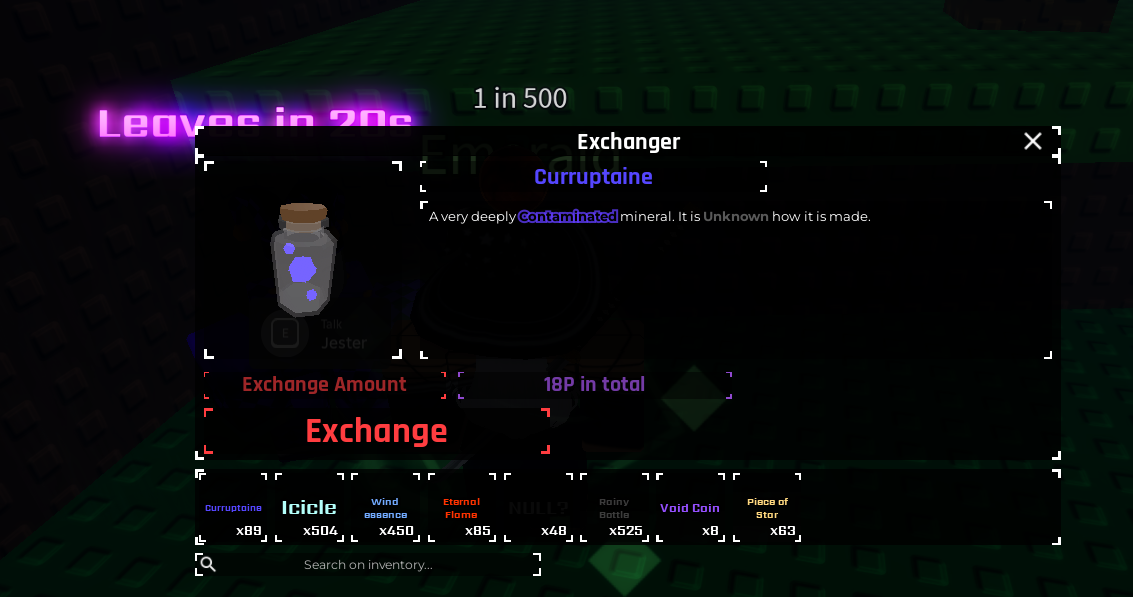 1 in 500
Leaves in 20s
Exchanger
Emerald
Curruptaine
A very deeply Contaminated mineral. It is Unknown how it is made.
E
Talk
Jester
Exchange Amount
18P in total
Exchange
Curruptaine
x89
Icicle
x504
Wind
essence
x450
Eternal
Flame
x85
NULL?
x48
Rainy
Bottle
x525
Void Coin
x8
Piece of
Star
x63
Search on inventory...